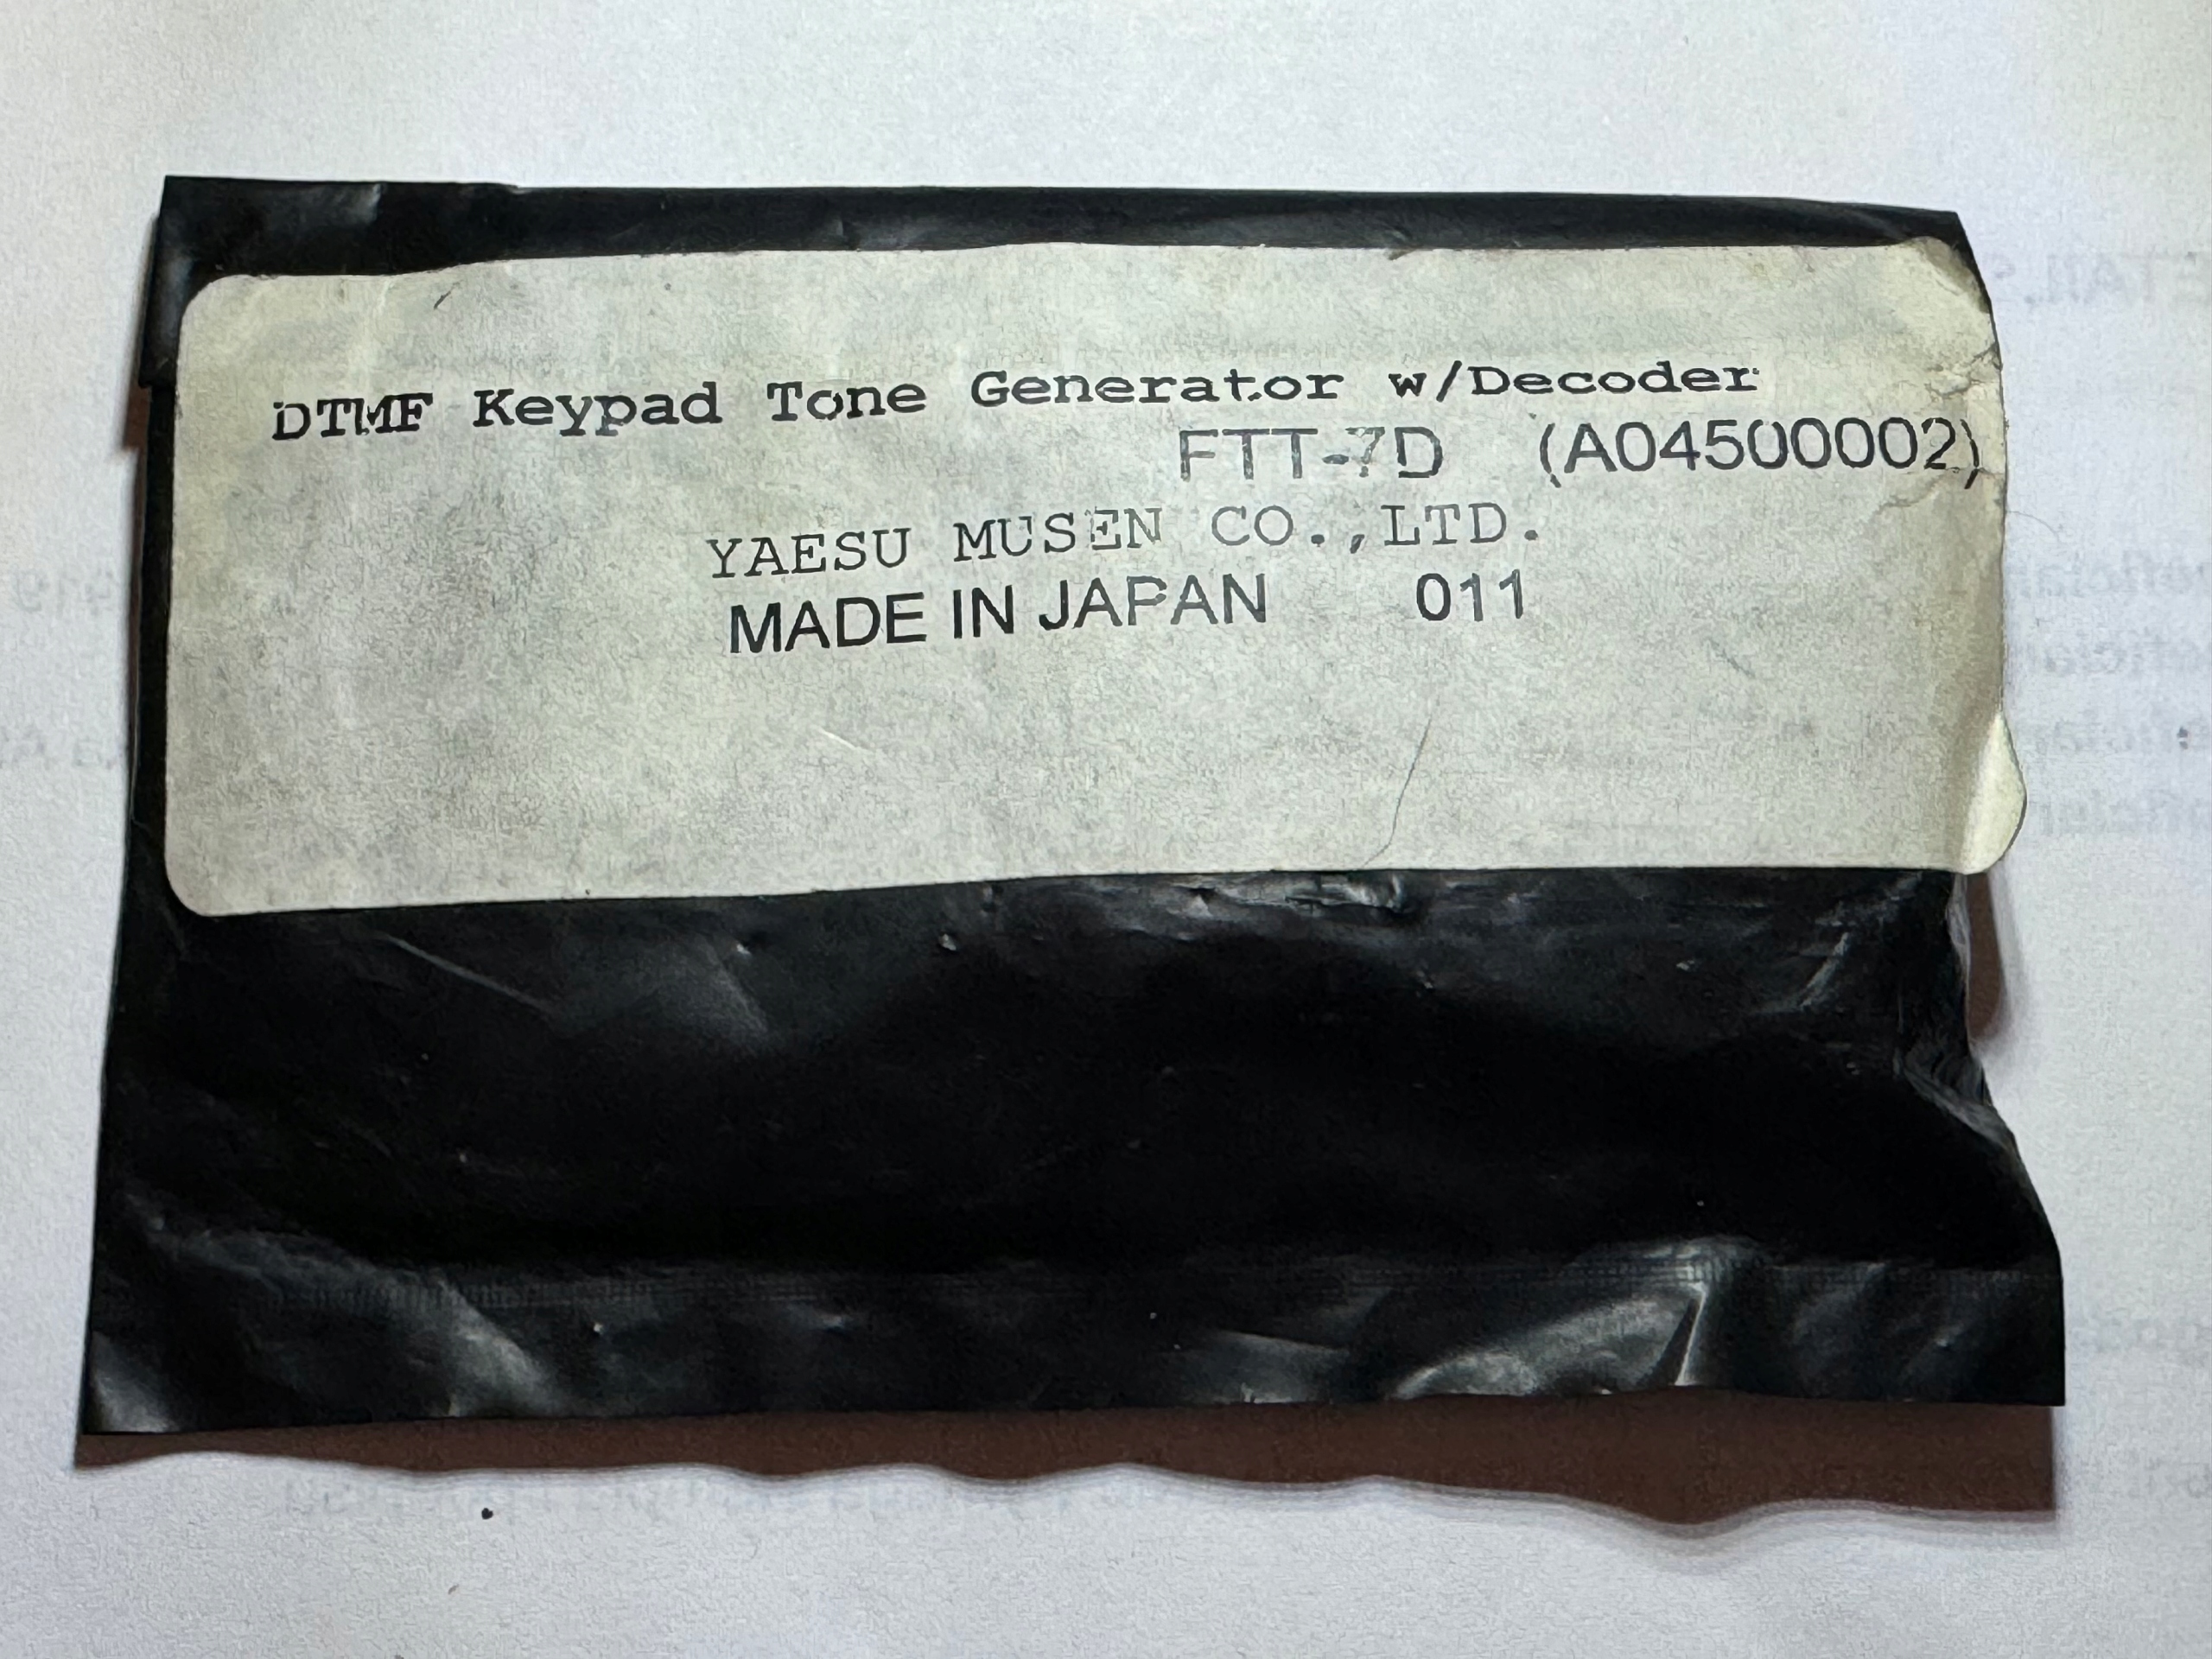 DTMF Keypad Tone Generator w/Decoder
FTT-7D (A04500002)
YAESU MUSEN CO.,LTD.
MADE IN JAPAN 011